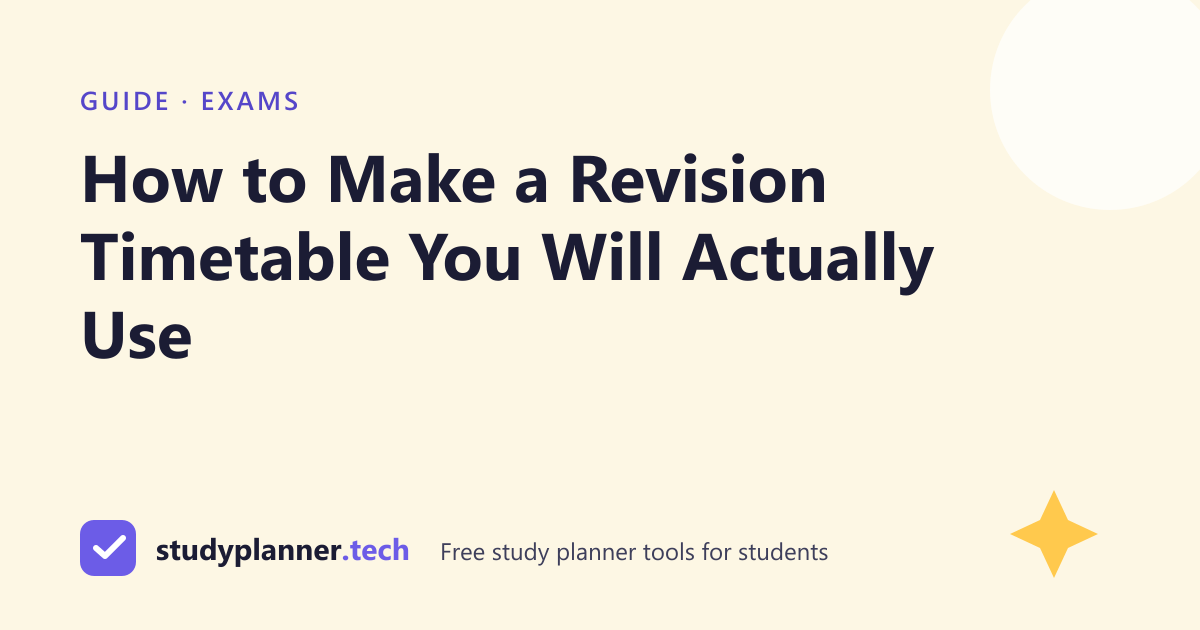 GUIDE · EXAMS
How to Make a Revision
Timetable You Will Actually
Use
studyplanner.tech
Free study planner tools for students